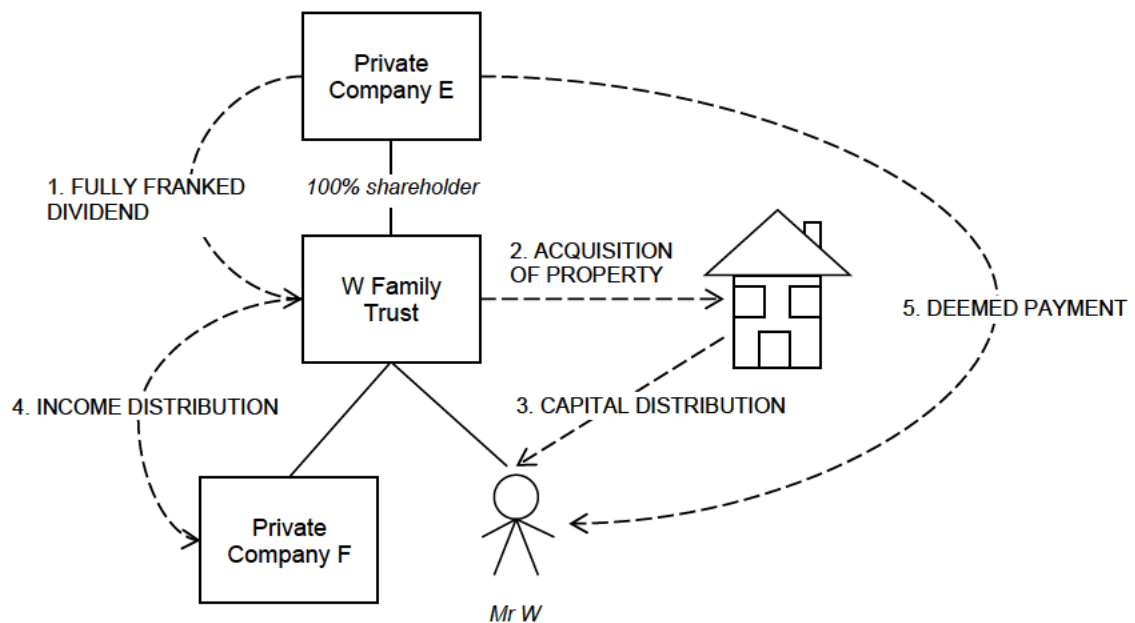 Private
Company E
1. FULLY FRANKED
DIVIDEND
100% shareholder
2. ACQUISITION
OF PROPERTY
W Family
Trust
5. DEEMED PAYMENT
4. INCOME DISTRIBUTION
3. CAPITAL DISTRIBUTION
Private
Company F
Mr W